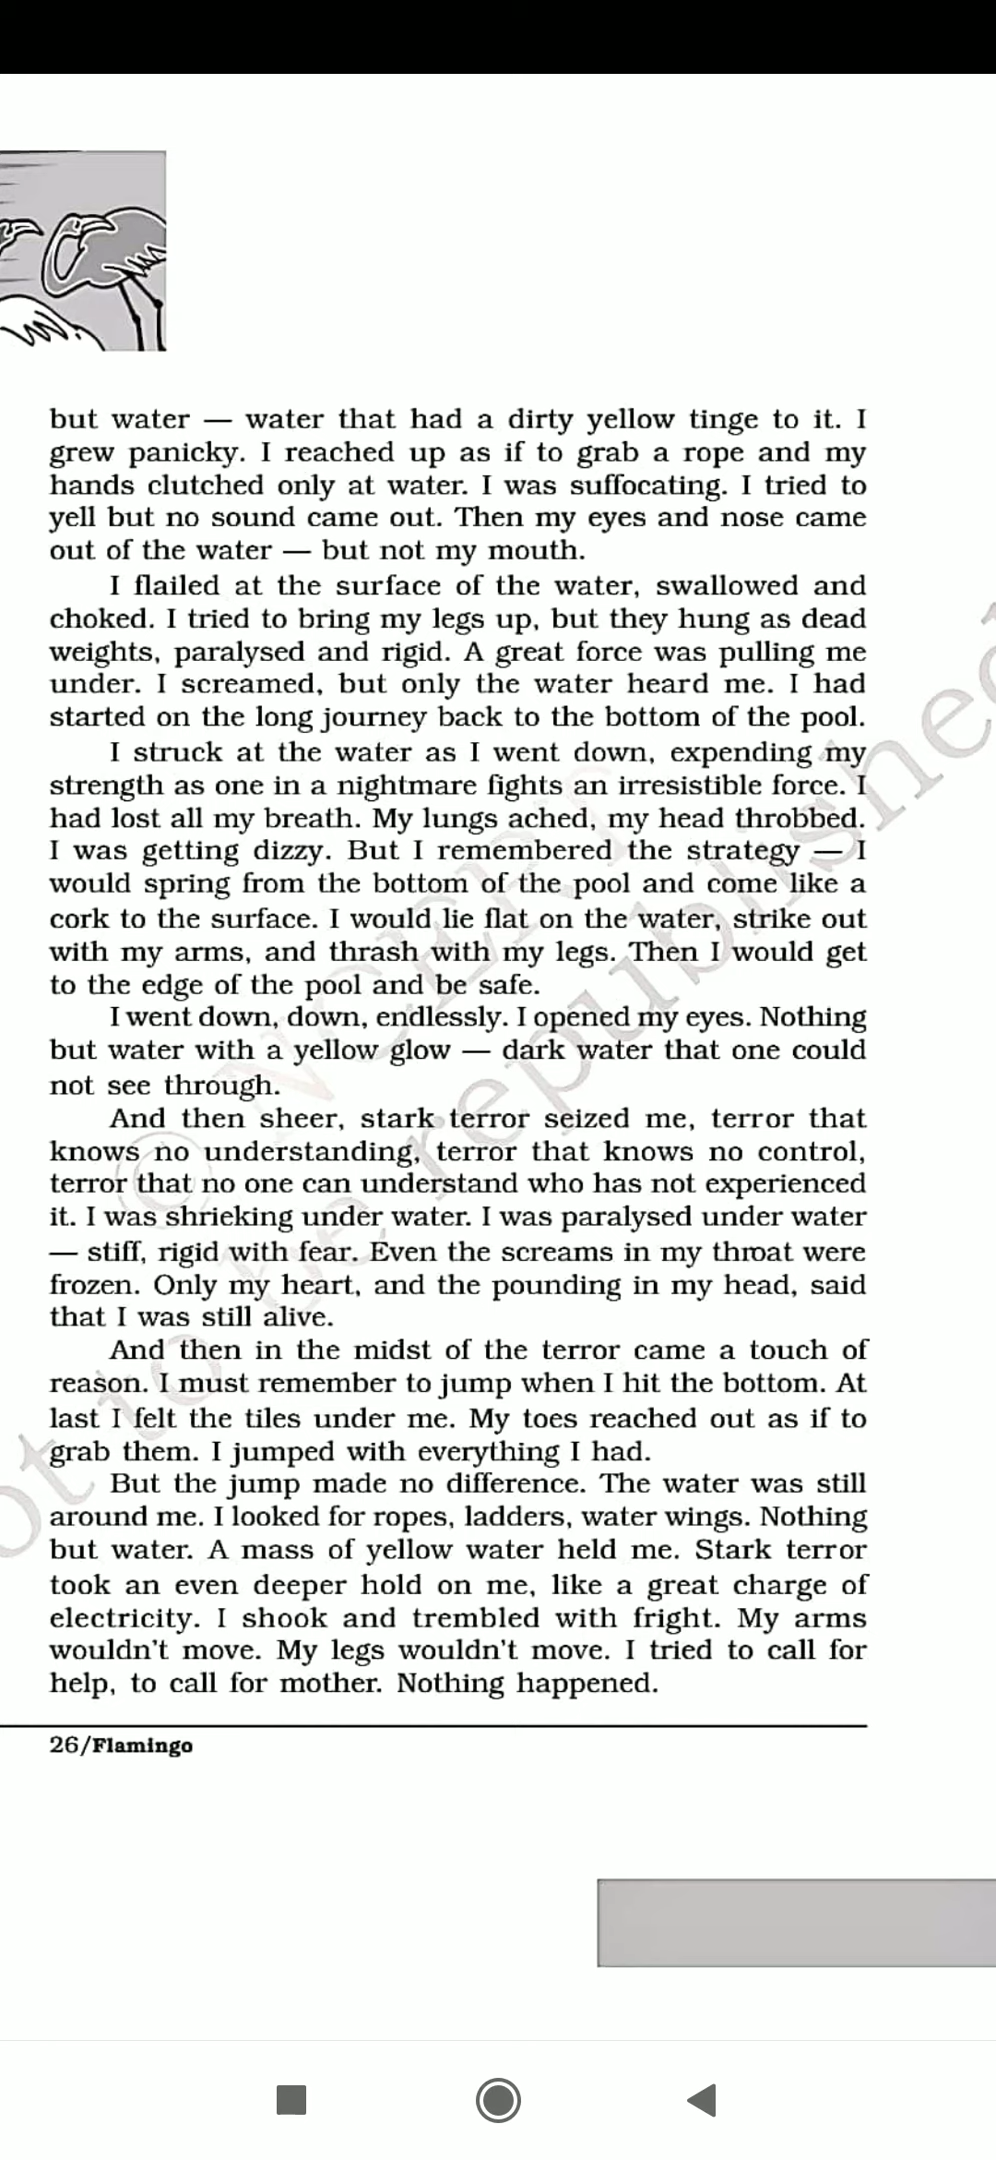 but water — water that had a dirty yellow tinge to it. I
grew panicky. I reached up as if to grab a rope and my
hands clutched only at water. I was suffocating. I tried to
yell but no sound came out. Then my eyes and nose came
out of the water — but not my mouth.
I flailed at the surface of the water, swallowed and
choked. I tried to bring my legs up, but they hung as dead
weights, paralysed and rigid. A great force was pulling me
under. I screamed, but only the water heard me. I had
started on the long journey back to the bottom of the pool.
I struck at the water as I went down, expending my
strength as one in a nightmare fights an irresistible force. I
had lost all my breath. My lungs ached, my head throbbed.
I was getting dizzy. But I remembered the strategy — I
would spring from the bottom of the pool and come like a
cork to the surface. I would lie flat on the water, strike out
with my arms, and thrash with my legs. Then I would get
to the edge of the pool and be safe.
I went down, down, endlessly. I opened my eyes. Nothing
but water with a yellow glow — dark water that one could
not see through.
And then sheer, stark terror seized me, terror that
knows no understanding, terror that knows no control,
terror that no one can understand who has not experienced
it. I was shrieking under water. I was paralysed under water
— stiff, rigid with fear. Even the screams in my throat were
frozen. Only my heart, and the pounding in my head, said
that I was still alive.
And then in the midst of the terror came a touch of
reason. I must remember to jump when I hit the bottom. At
last I felt the tiles under me. My toes reached out as if to
grab them. I jumped with everything I had.
But the jump made no difference. The water was still
around me. I looked for ropes, ladders, water wings. Nothing
but water. A mass of yellow water held me. Stark terror
took an even deeper hold on me, like a great charge of
electricity. I shook and trembled with fright. My arms
wouldn't move. My legs wouldn't move. I tried to call for
help, to call for mother. Nothing happened.
26/Flamingo
© NCERT
ot to be republished